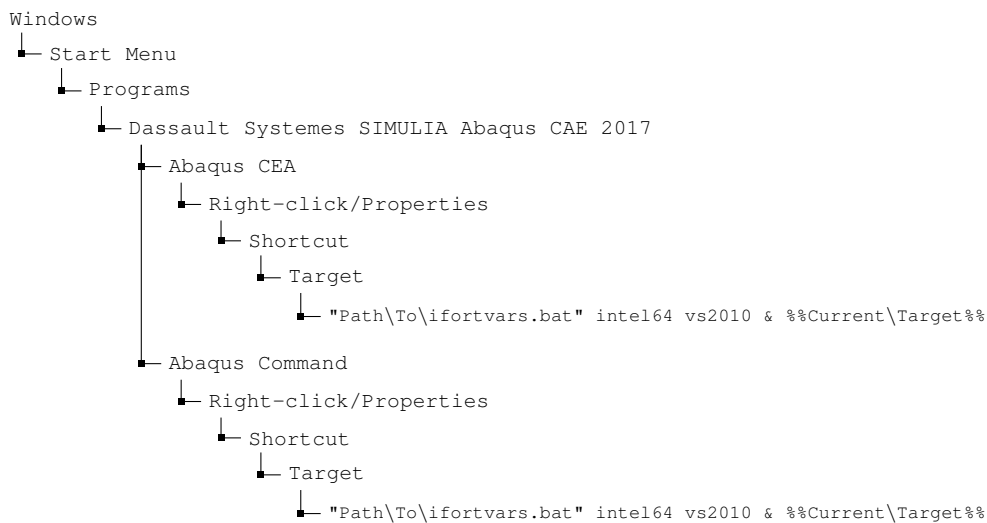 Windows
Start Menu
Programs
Dassault Systemes SIMULIA Abaqus CAE 2017
Abaqus CEA
Right-click/Properties
Shortcut
Target
"Path\To\ifortvars.bat" intel64 vs2010 & %%Current\Target%%
Abaqus Command
Right-click/Properties
Shortcut
Target
"Path\To\ifortvars.bat" intel64 vs2010 & %%Current\Target%%